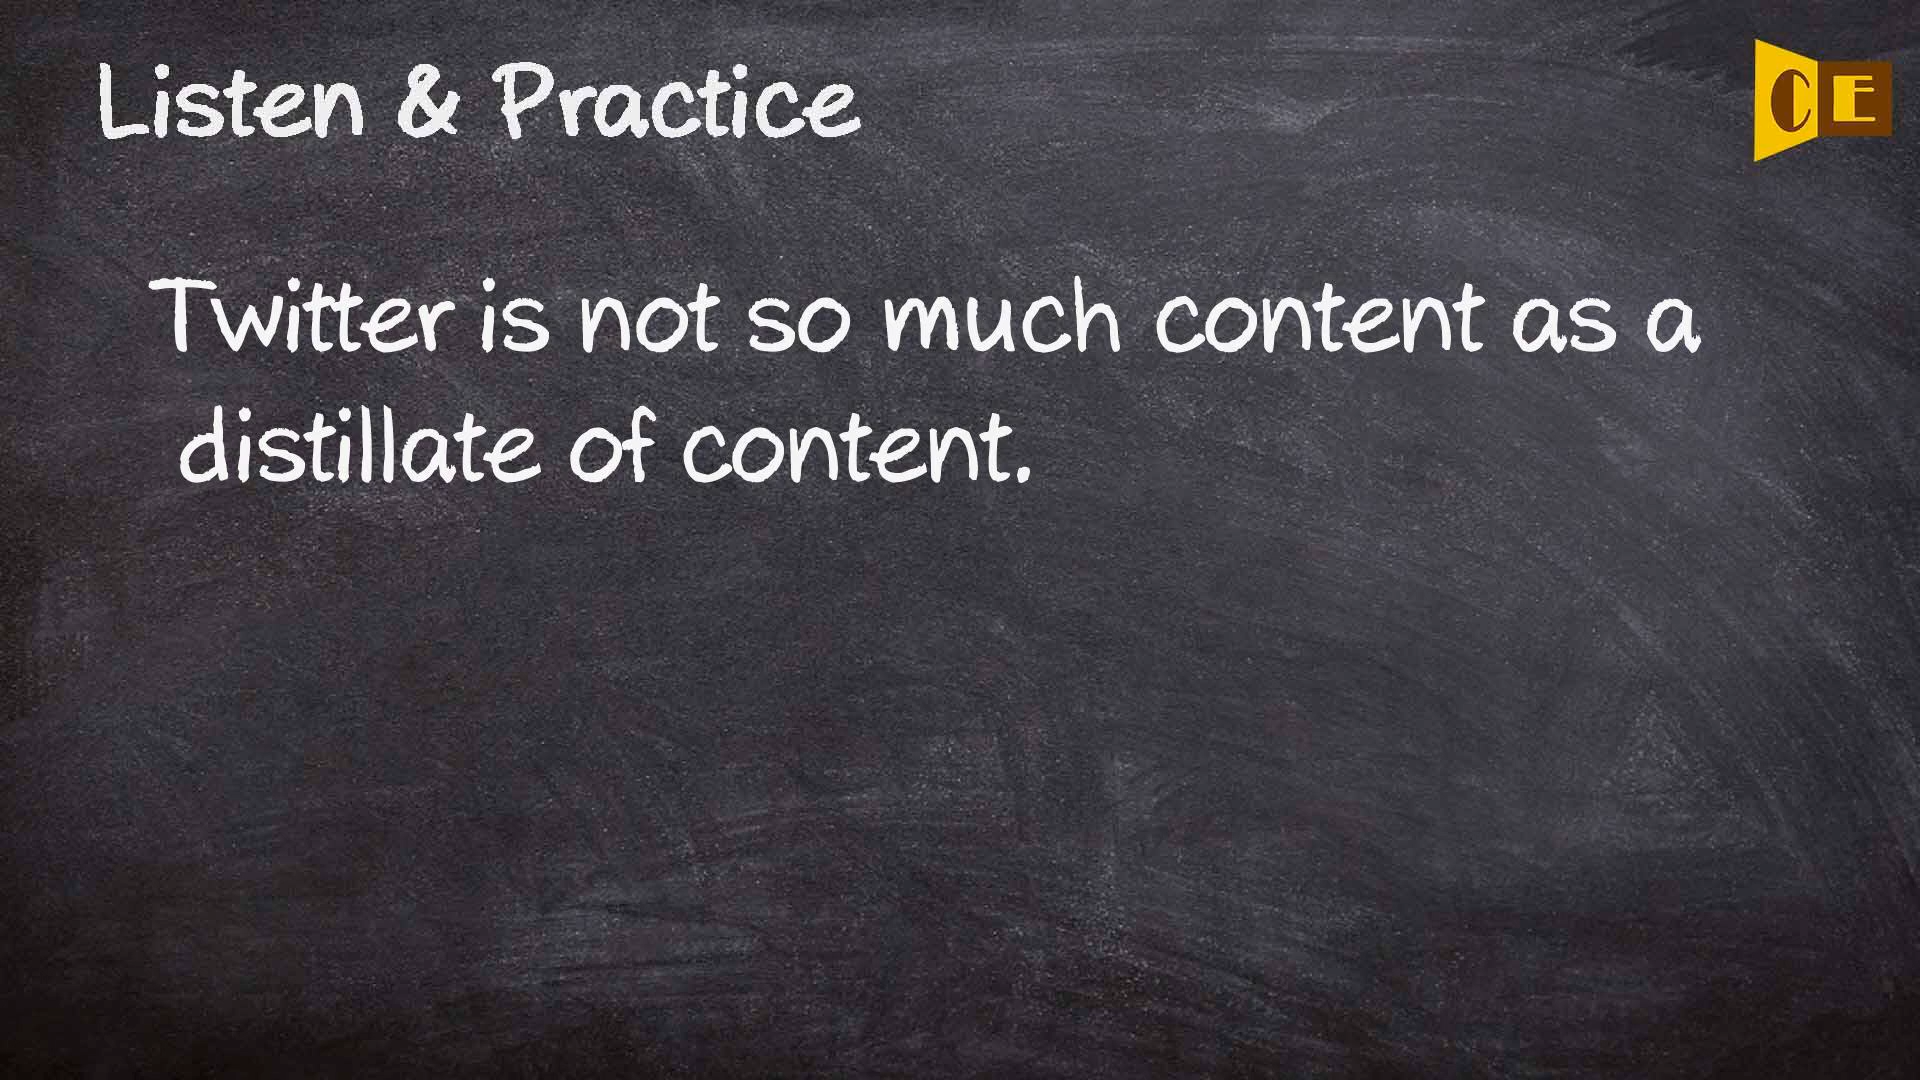 Listen & Practice
CE
Twitter is not so much content as a
distillate of content.